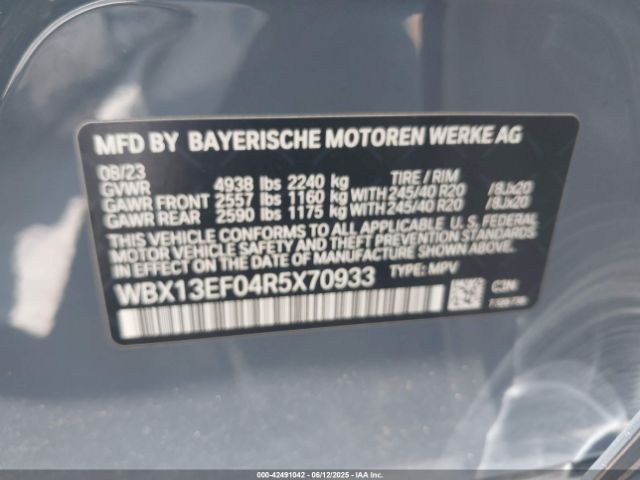 MFD BY BAYERISCHE MOTOREN WERKE AG
08/23 TIRE / RIM
GVWR 4938 lbs 2240 kg
GAWR FRONT 2557 lbs 1160 kg WITH 245/40 R20 /8Jx20
GAWR REAR 2590 lbs 1175 kg WITH 245/40 R20 /8Jx20
THIS VEHICLE CONFORMS TO ALL APPLICABLE U.S. FEDERAL
MOTOR VEHICLE SAFETY AND THEFT PREVENTION
STANDARDS IN EFFECT ON THE DATE OF
MANUFACTURE SHOWN ABOVE.
WBX13EF04R5X70933 TYPE: MPV
000-42491042 - 06/12/2025 - IAA Inc.